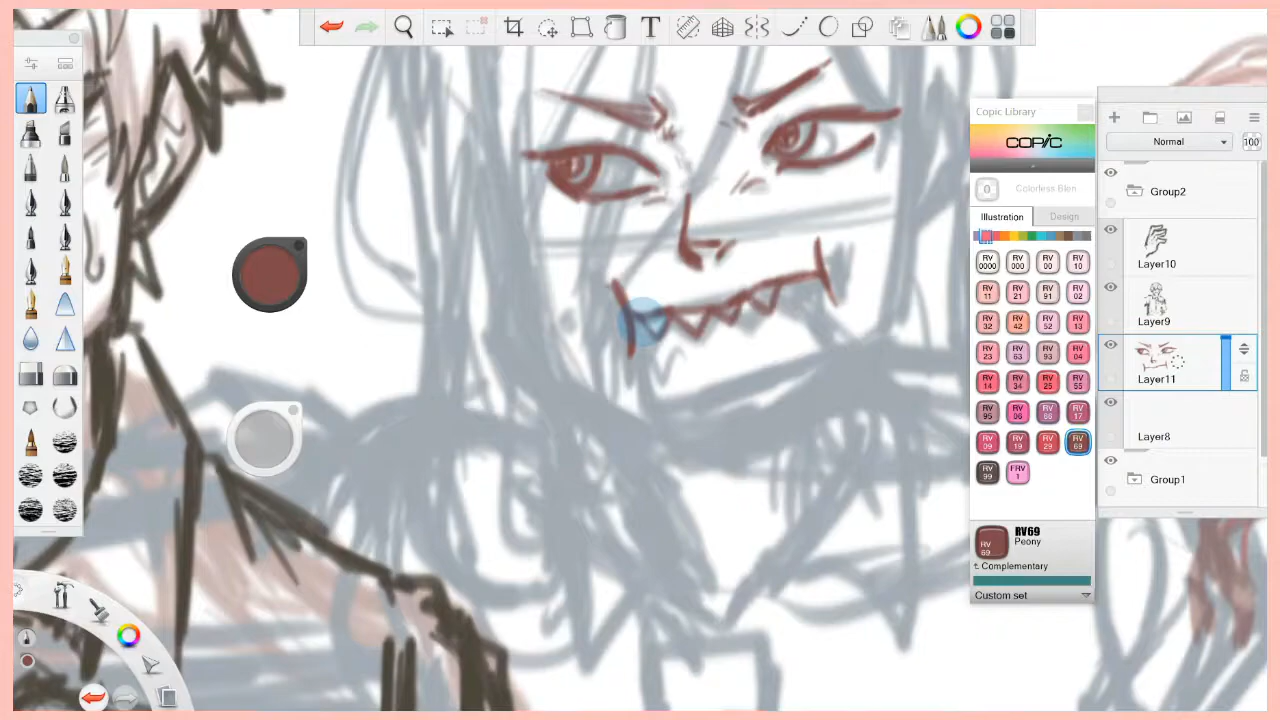 T
Copic Library
COPIC
0 Colorless Blen
Illustration Design
RV 0000 RV 000 RV 00 RV 10
RV 11 RV 21 RV 91 RV 02
RV 32 RV 42 RV 52 RV 13
RV 23 RV 63 RV 93 RV 04
RV 14 RV 34 RV 25 RV 55
RV 95 RV 06 RV 66 RV 17
RV 09 RV 19 RV 29 RV 69
RV 99 FRV 1
RV 69
RV69
Peony
: Complementary
Custom set
Normal
100
Group2
Layer10
Layer9
Layer11
Layer8
Group1